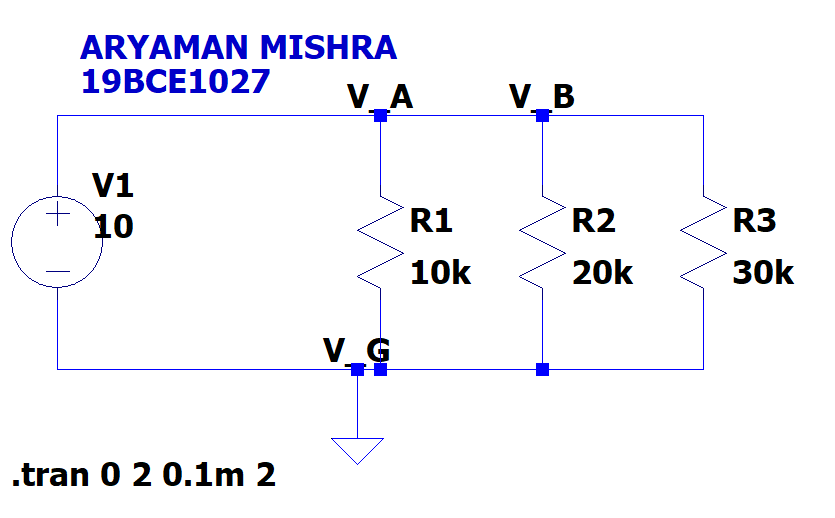 ARYAMAN MISHRA
19BCE1027
V_A
V_B
V1
10
R1
10k
R2
20k
R3
30k
V_G
.tran 0 2 0.1m 2